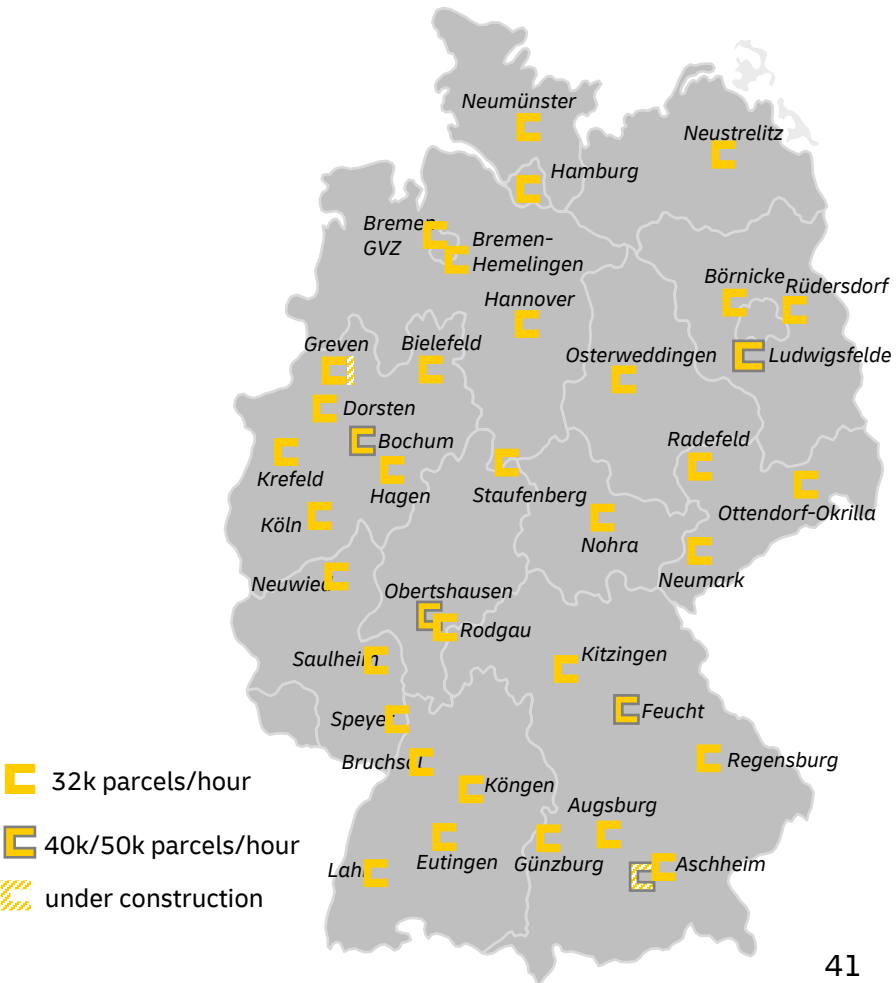 Neumünster
Neustrelitz
Hamburg
Bremen
GVZ
Bremen-
Hemelingen
Börnicke
Rüdersdorf
Hannover
Greven
Bielefeld
Osterweddingen
Ludwigsfelde
Dorsten
Bochum
Radefeld
Krefeld
Hagen
Staufenberg
Ottendorf-Okrilla
Köln
Nohra
Neumark
Neuwied
Obertshausen
Rodgau
Saulheim
Kitzingen
Feucht
Speyer
Bruchsal
Regensburg
32k parcels/hour
Köngen
Augsburg
40k/50k parcels/hour
Eutingen
Günzburg
Aschheim
Lahr
under construction
41